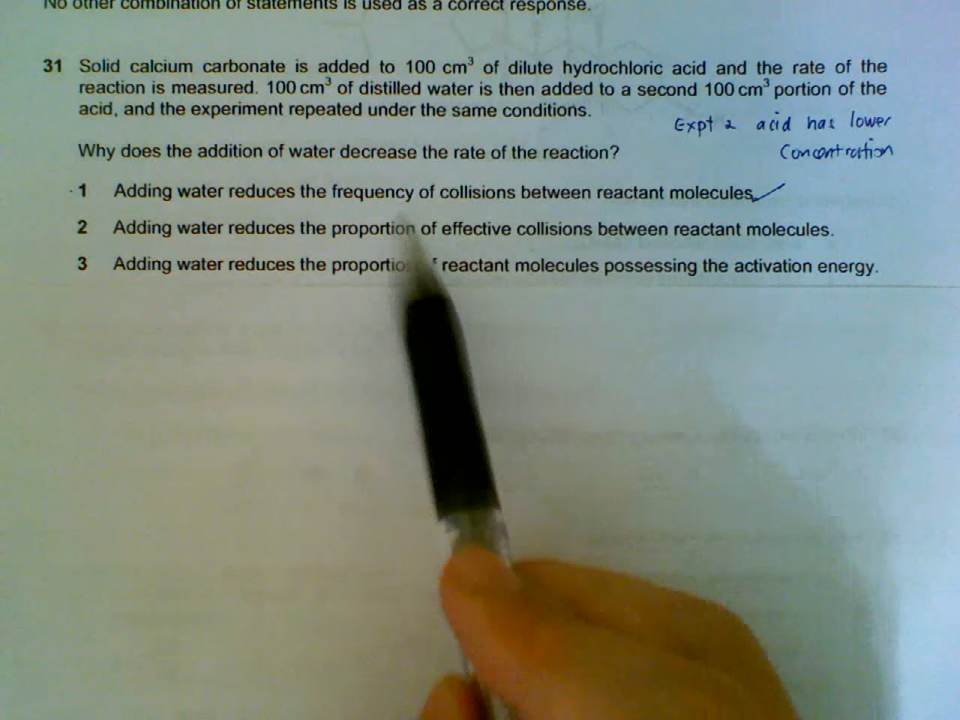 No other combination of statements is used as a correct response.
31 Solid calcium carbonate is added to 100 cm³ of dilute hydrochloric acid and the rate of the
reaction is measured. 100 cm³ of distilled water is then added to a second 100 cm³ portion of the
acid, and the experiment repeated under the same conditions.
Expt 2 acid has lower
concentration
Why does the addition of water decrease the rate of the reaction?
1 Adding water reduces the frequency of collisions between reactant molecules. ✓
2 Adding water reduces the proportion of effective collisions between reactant molecules.
3 Adding water reduces the proportion of reactant molecules possessing the activation energy.